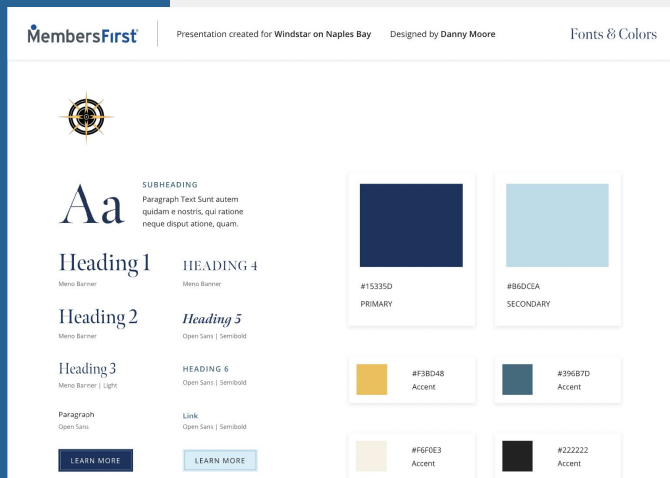 MembersFirst
Presentation created for Windstar on Naples Bay
Designed by Danny Moore
Fonts & Colors
Aa
SUBHEADING
Paragraph Text Sunt autem
quidam e nostris, qui ratione
neque disput atione, quam.
Heading 1
Meno Banner
HEADING 4
Meno Banner
Heading 2
Meno Banner
Heading 5
Open Sans | Semibold
Heading 3
Meno Banner | Light
HEADING 6
Open Sans | Semibold
Paragraph
Open Sans
Link
Open Sans | Semibold
LEARN MORE
LEARN MORE
#15335D
PRIMARY
#B6DCEA
SECONDARY
#F3BD48
Accent
#396B7D
Accent
#F6F0E3
Accent
#222222
Accent